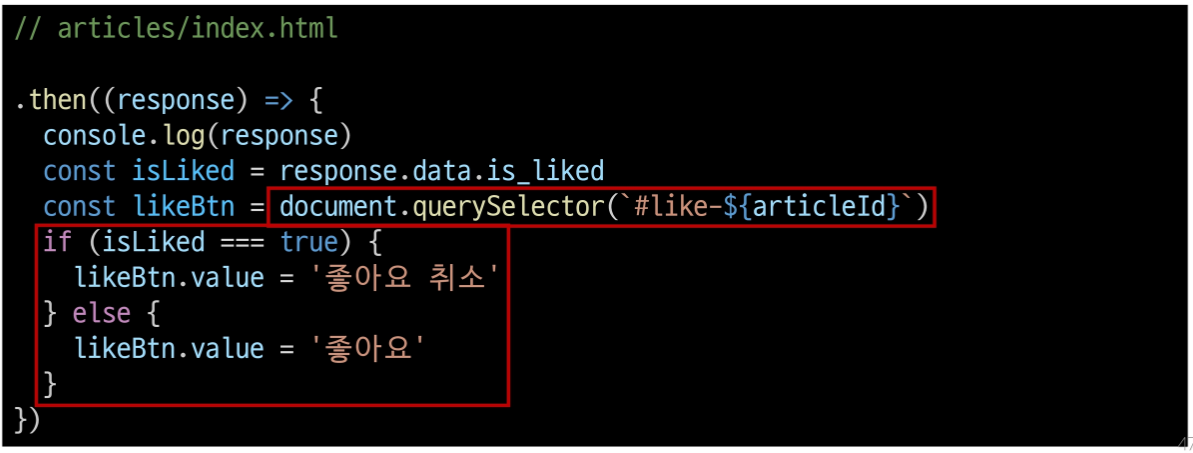 // articles/index.html
.then((response) => {
console.log(response)
const isLiked = response.data.is_liked
const likeBtn = document.querySelector(`#like-${articleId}`)
if (isLiked === true) {
likeBtn.value = '좋아요 취소'
} else {
likeBtn.value = '좋아요'
}
})
47